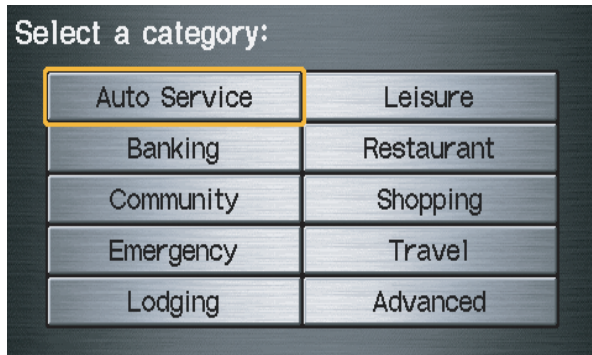 Select a category:
Auto Service
Leisure
Banking
Restaurant
Community
Shopping
Emergency
Travel
Lodging
Advanced